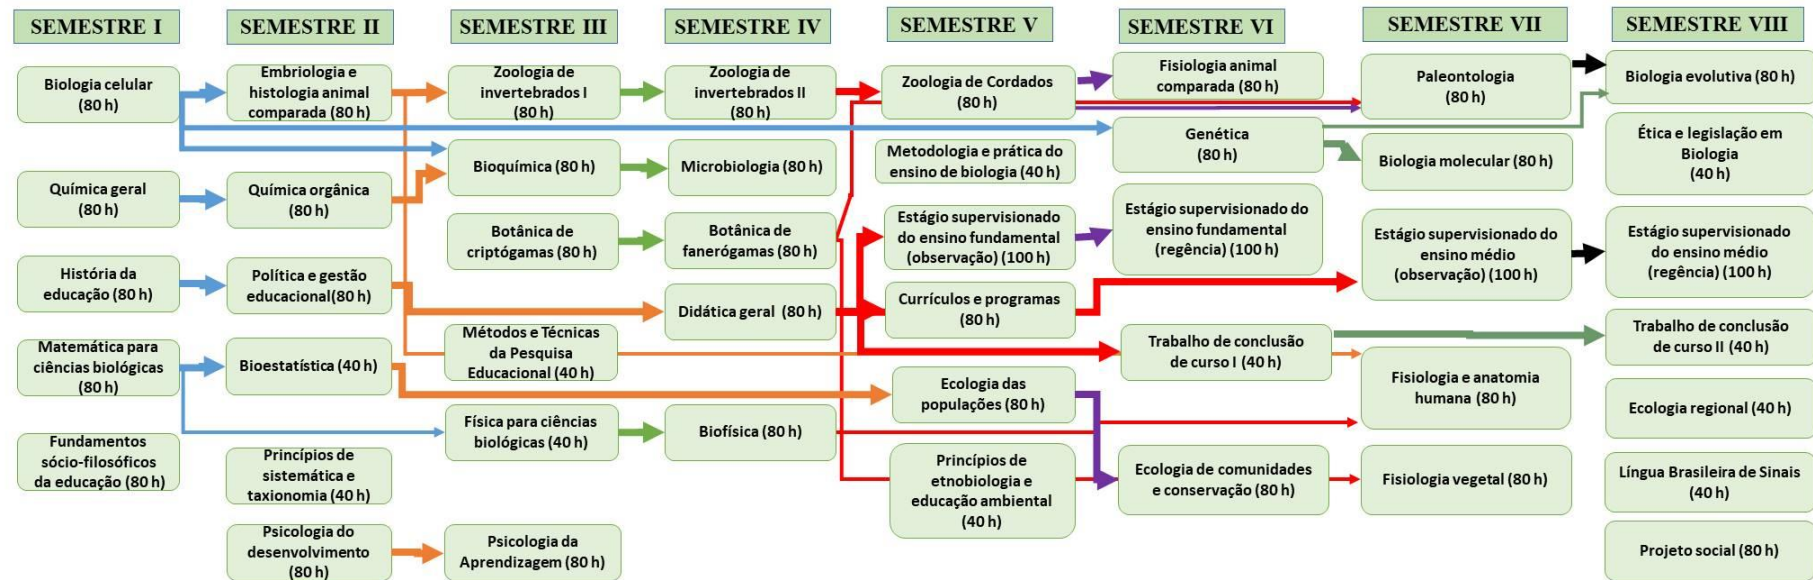 SEMESTRE I
Biologia celular
(80 h)
Química geral
(80 h)
História da
educação (80 h)
Matemática para
ciências biológicas
(80 h)
Fundamentos
sócio-filosóficos
da educação (80 h)
SEMESTRE II
Embriologia e
histologia animal
comparada (80 h)
Química orgânica
(80 h)
Política e gestão
educacional(80 h)
Bioestatística (40 h)
Princípios de
sistemática e
taxionomia (40 h)
Psicologia do
desenvolvimento
(80 h)
SEMESTRE III
Zoologia de
invertebrados I
(80 h)
Bioquímica (80 h)
Botânica de
criptógamas (80 h)
Métodos e Técnicas
da Pesquisa
Educacional (40 h)
Física para ciências
biológicas (40 h)
Psicologia da
Aprendizagem (80 h)
SEMESTRE IV
Zoologia de
invertebrados II
(80 h)
Microbiologia (80 h)
Botânica de
fanerógamas (80 h)
Didática geral (80 h)
Biofísica (80 h)
SEMESTRE V
Zoologia de Cordados
(80 h)
Metodologia e prática do
ensino de biologia (40 h)
Estágio supervisionado
do ensino fundamental
(observação) (100 h)
Currículos e programas
(80 h)
Ecologia das
populações (80 h)
Princípios de
etnobiologia e
educação ambiental
(40 h)
SEMESTRE VI
Fisiologia animal
comparada (80 h)
Genética
(80 h)
Estágio supervisionado do
ensino fundamental
(regência) (100 h)
Trabalho de conclusão
de curso I (40 h)
Ecologia de comunidades
e conservação (80 h)
SEMESTRE VII
Paleontologia
(80 h)
Biologia molecular (80 h)
Estágio supervisionado do
ensino médio
(observação) (100 h)
Fisiologia e anatomia
humana (80 h)
Fisiologia vegetal (80 h)
SEMESTRE VIII
Biologia evolutiva (80 h)
Ética e legislação em
Biologia
(40 h)
Estágio supervisionado
do ensino médio
(regência) (100 h)
Trabalho de conclusão
de curso II (40 h)
Ecologia regional (40 h)
Língua Brasileira de Sinais
(40 h)
Projeto social (80 h)